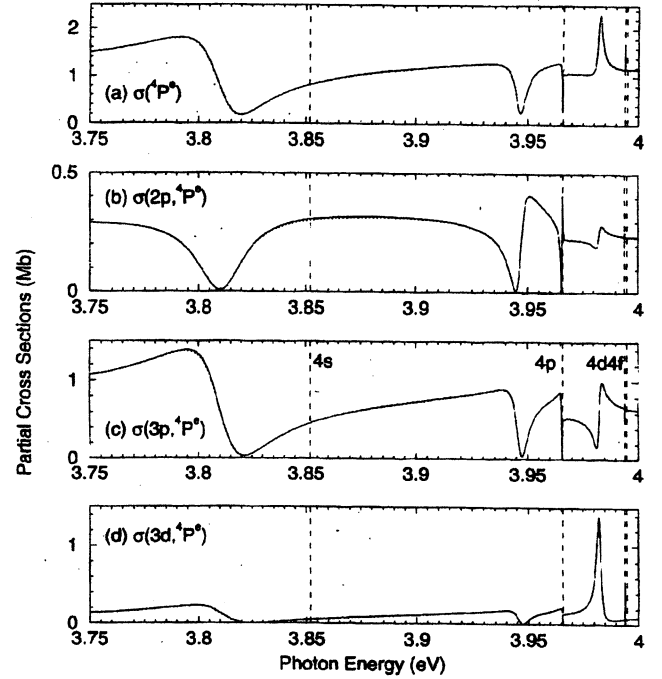 2
1
0
(a) σ(⁴Pᵉ)
3.75 3.8 3.85 3.9 3.95 4
0.5
0
(b) σ(2p,⁴Pᵉ)
3.75 3.8 3.85 3.9 3.95 4
Partial Cross Sections (Mb)
1
0
4s 4p 4d4f
(c) σ(3p,⁴Pᵉ)
3.75 3.8 3.85 3.9 3.95 4
1
0
(d) σ(3d,⁴Pᵉ)
3.75 3.8 3.85 3.9 3.95 4
Photon Energy (eV)